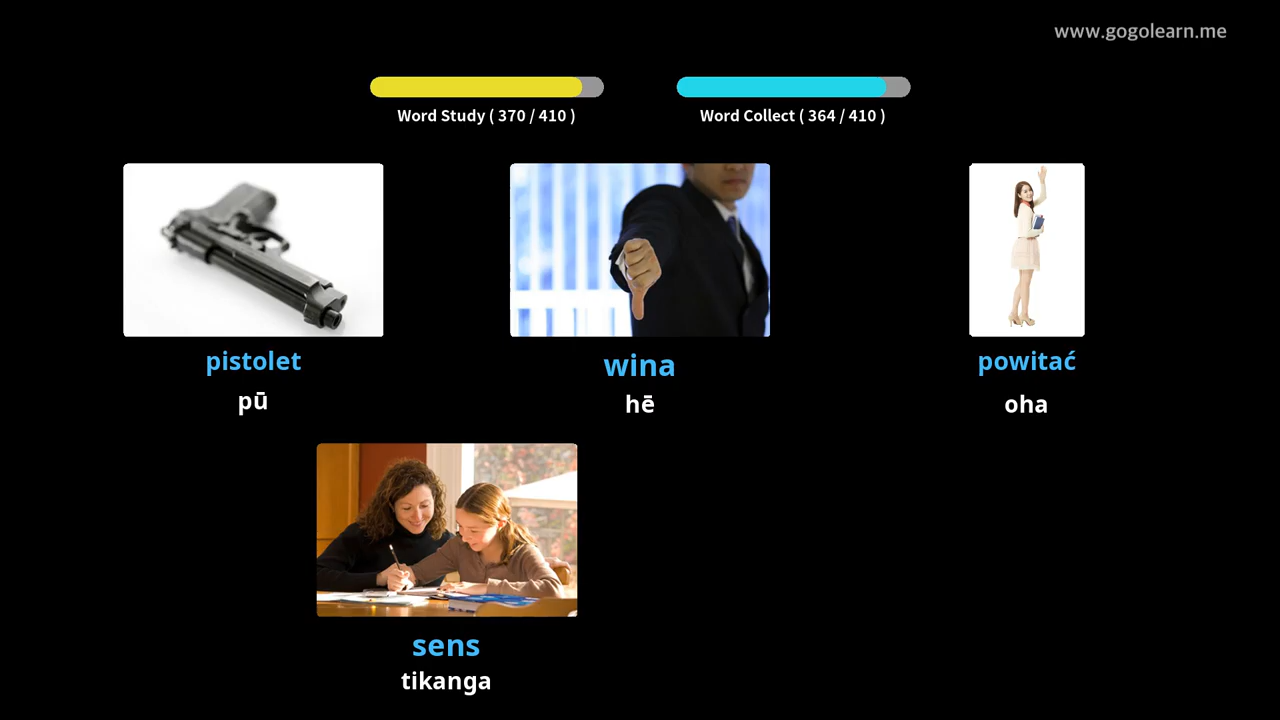 www.gogolearn.me
Word Study ( 370 / 410 )
Word Collect ( 364 / 410 )
pistolet
pū
wina
hē
powitać
oha
sens
tikanga